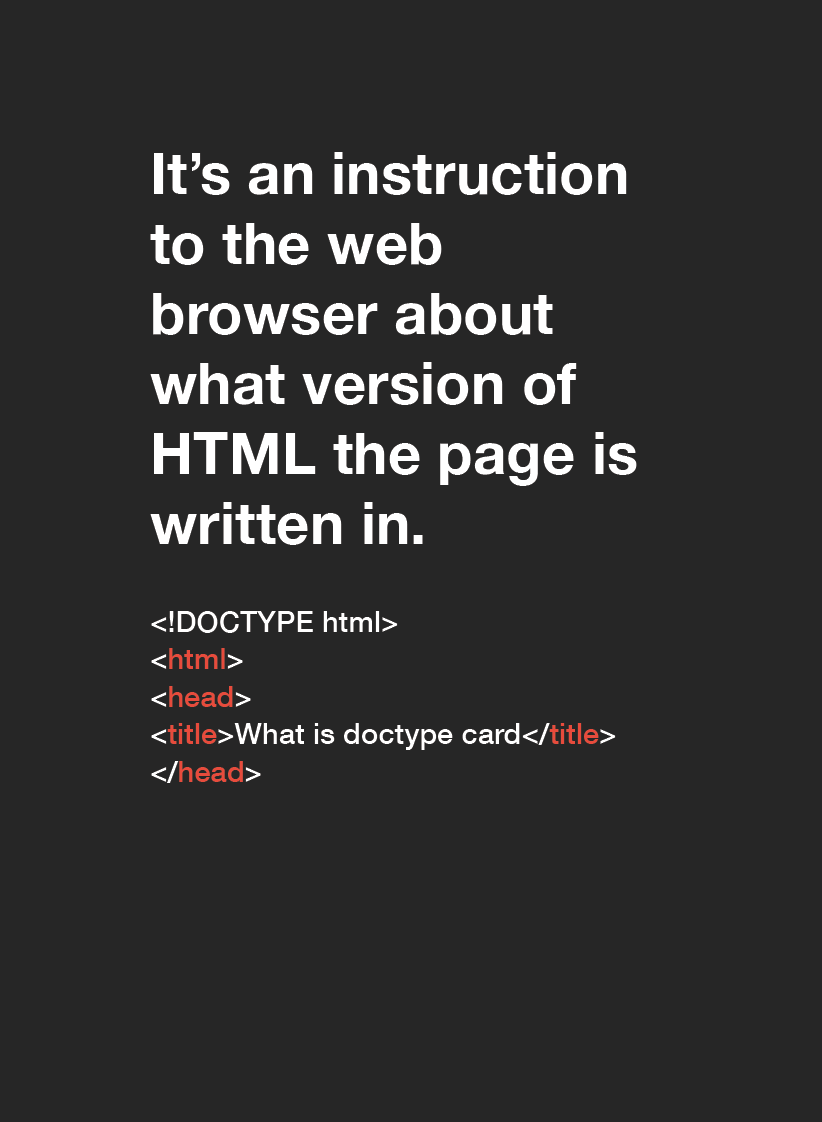 It’s an instruction
to the web
browser about
what version of
HTML the page is
written in.
<!DOCTYPE html>
<html>
<head>
<title>What is doctype card</title>
</head>